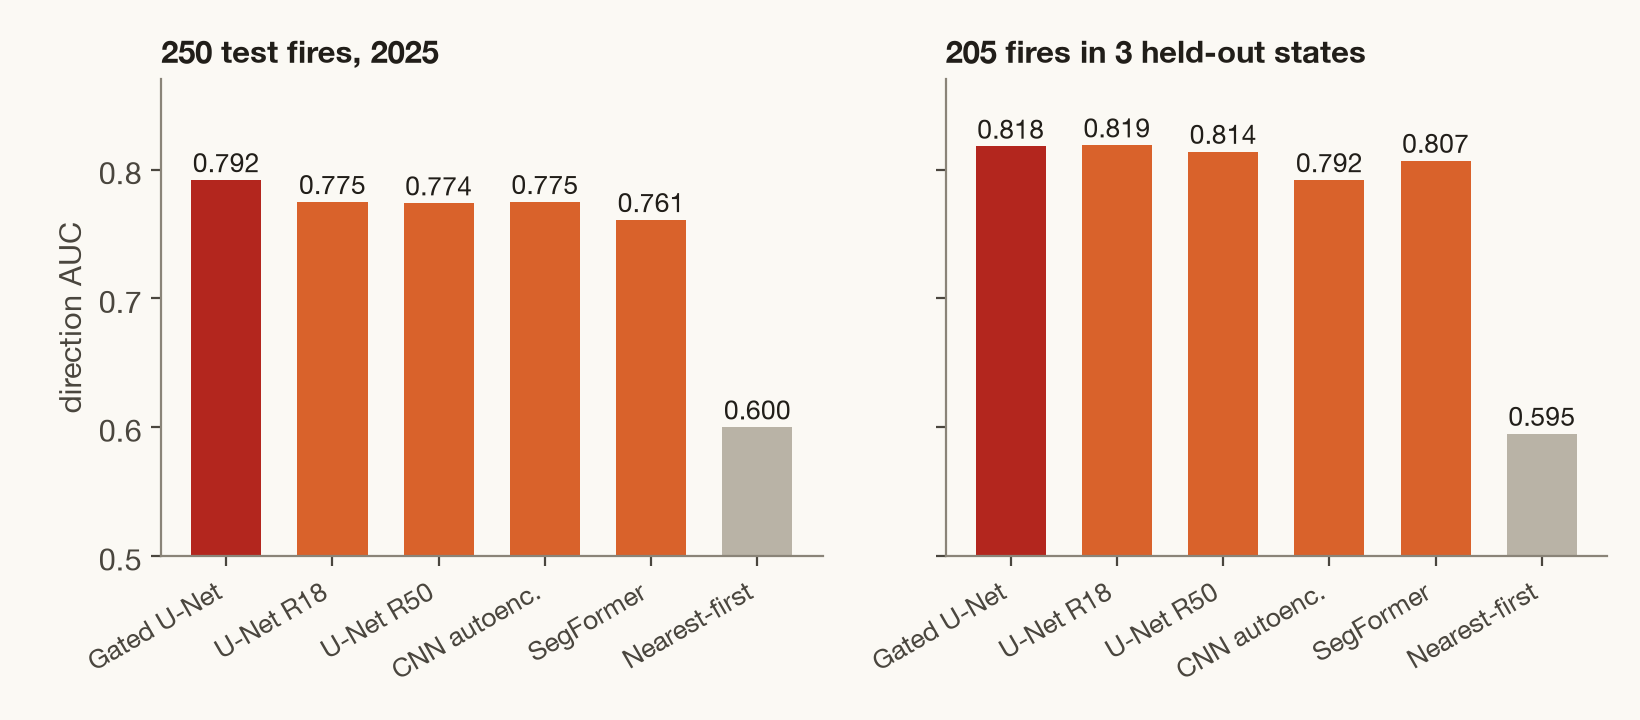 250 test fires, 2025
direction AUC
0.8
0.7
0.6
0.5
0.792
0.775
0.774
0.775
0.761
0.600
Gated U-Net
U-Net R18
U-Net R50
CNN autoenc.
SegFormer
Nearest-first
205 fires in 3 held-out states
0.818
0.819
0.814
0.792
0.807
0.595
Gated U-Net
U-Net R18
U-Net R50
CNN autoenc.
SegFormer
Nearest-first